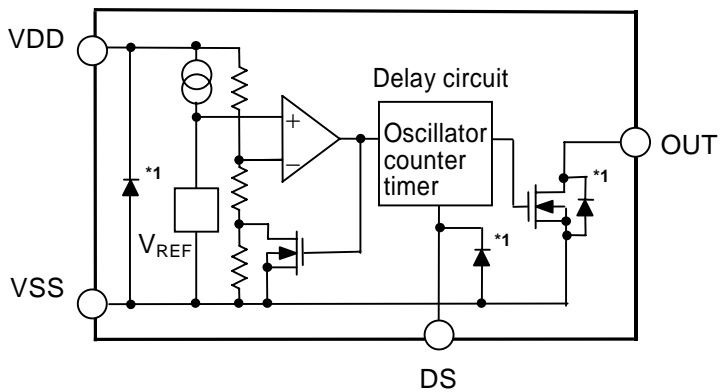 VDD
Delay circuit
+
Oscillator
counter
timer
OUT
−
*1
*1
VREF
*1
VSS
DS